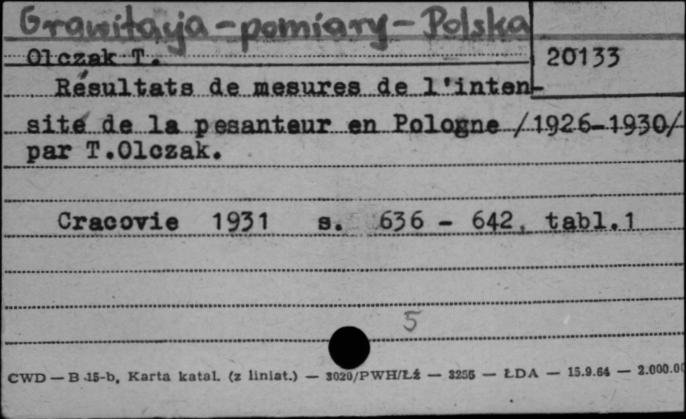 Grawitacja - pomiary - Polska
Olczak T.
20133
Résultats de mesures de l'inten-
sité de la pesanteur en Pologne /1926-1930/
par T.Olczak.
Cracovie 1931 s. 636 - 642, tabl.1
5
CWD — B 15-b, Karta katal. (z liniat.) — 3020/PWH/Łź — 3255 — ŁDA — 15.9.64 — 2.000.00